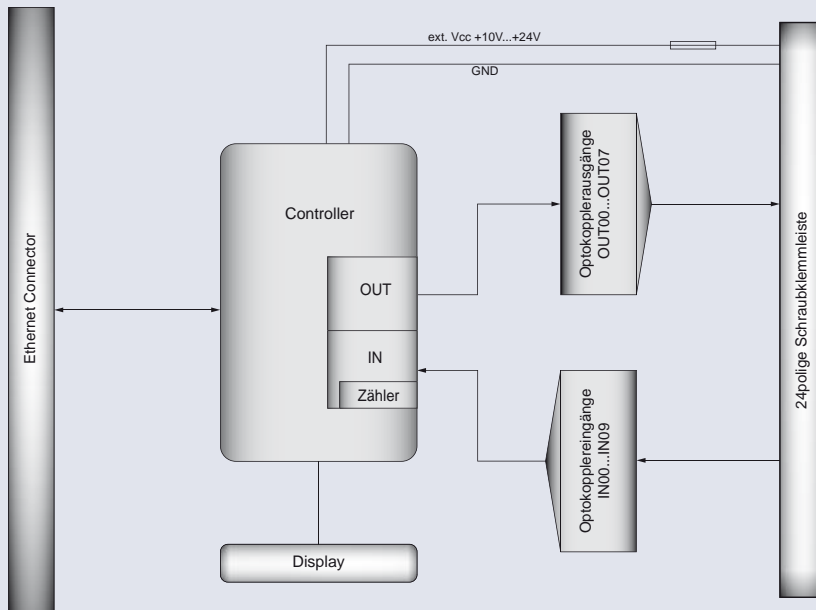 ext. Vcc +10V...+24V
GND
Ethernet Connector
Controller
OUT
IN
Zähler
Display
Optokopplerausgänge
OUT00...OUT07
Optokopplereingänge
IN00...IN09
24polige Schraubklemmleiste